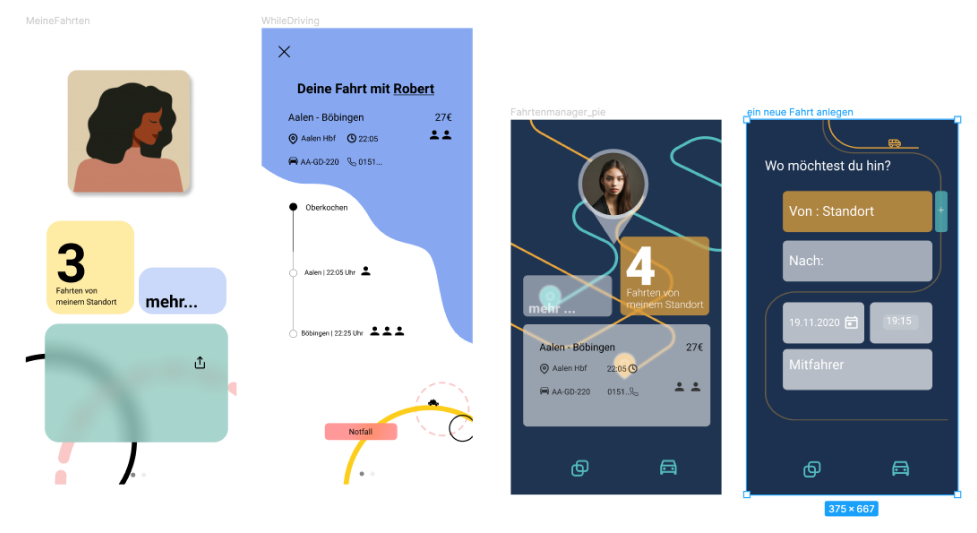 MeineFahrten
3
Fahrten von
meinem Standort
mehr...
WhileDriving
Deine Fahrt mit Robert
Aalen - Böbingen 27€
Aalen Hbf 22:05
AA-GD-220 0151...
Oberkochen
Aalen | 22:05 Uhr
Böbingen | 22:25 Uhr
Notfall
Fahrtenmanager_pie
4
Fahrten von
meinem Standort
mehr ...
Aalen - Böbingen 27€
Aalen Hbf 22:05
AA-GD-220 0151...
ein neue Fahrt anlegen
Wo möchtest du hin?
Von : Standort
+
Nach:
19.11.2020 19:15
Mitfahrer
375 × 667